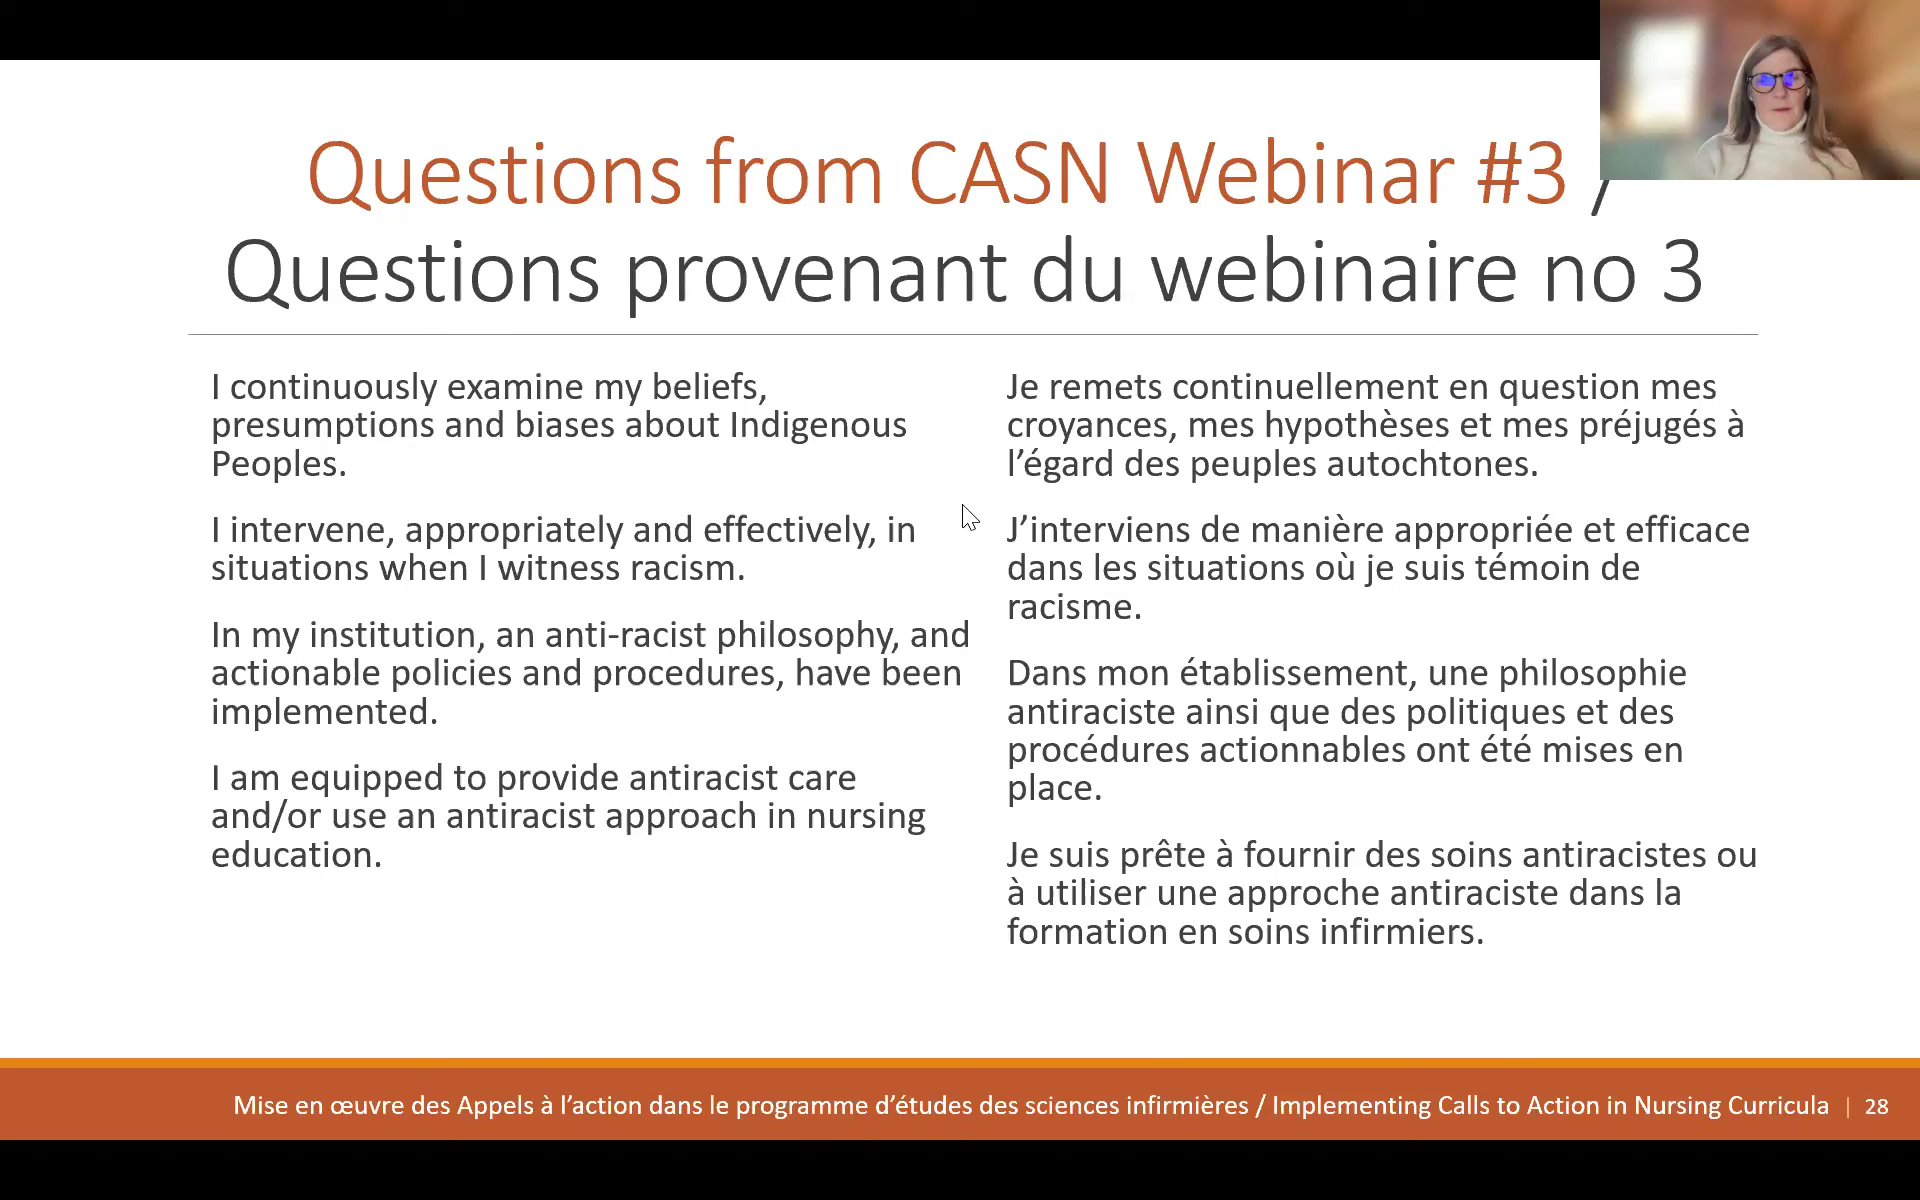 Questions from CASN Webinar #3 /
Questions provenant du webinaire no 3
I continuously examine my beliefs,
presumptions and biases about Indigenous
Peoples.
I intervene, appropriately and effectively, in
situations when I witness racism.
In my institution, an anti-racist philosophy, and
actionable policies and procedures, have been
implemented.
I am equipped to provide antiracist care
and/or use an antiracist approach in nursing
education.
Je remets continuellement en question mes
croyances, mes hypothèses et mes préjugés à
l’égard des peuples autochtones.
J’interviens de manière appropriée et efficace
dans les situations où je suis témoin de
racisme.
Dans mon établissement, une philosophie
antiraciste ainsi que des politiques et des
procédures actionnables ont été mises en
place.
Je suis prête à fournir des soins antiracistes ou
à utiliser une approche antiraciste dans la
formation en soins infirmiers.
Mise en œuvre des Appels à l’action dans le programme d’études des sciences infirmières / Implementing Calls to Action in Nursing Curricula | 28